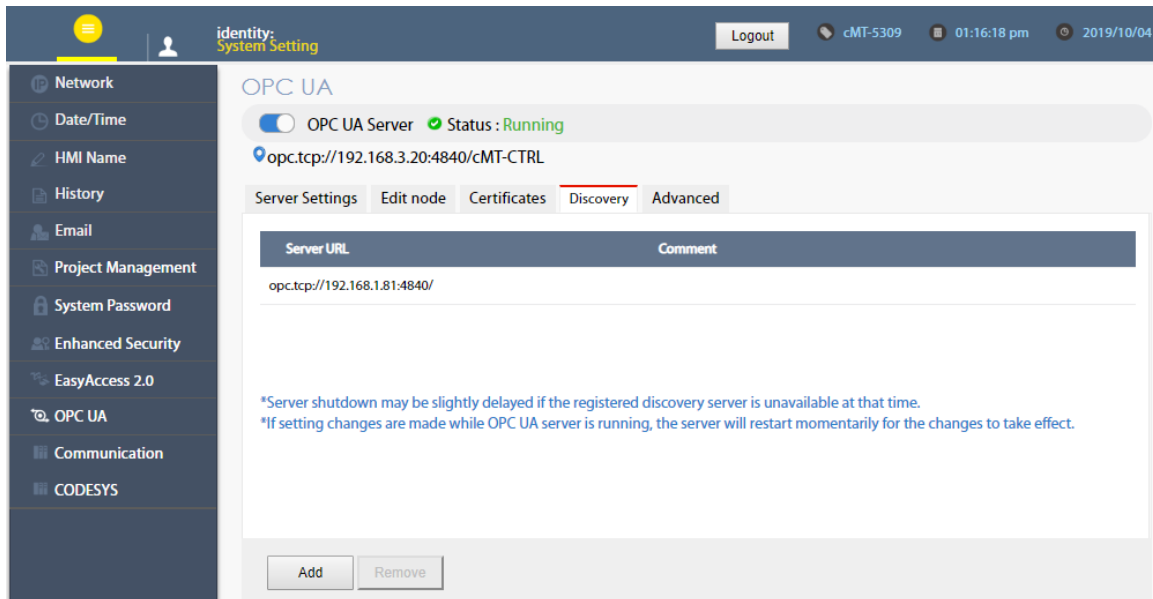 identity:
System Setting
Logout
cMT-5309
01:16:18 pm
2019/10/04
Network
Date/Time
HMI Name
History
Email
Project Management
System Password
Enhanced Security
EasyAccess 2.0
OPC UA
Communication
CODESYS
OPC UA
OPC UA Server Status : Running
opc.tcp://192.168.3.20:4840/cMT-CTRL
Server Settings Edit node Certificates Discovery Advanced
Server URL Comment
opc.tcp://192.168.1.81:4840/
*Server shutdown may be slightly delayed if the registered discovery server is unavailable at that time.
*If setting changes are made while OPC UA server is running, the server will restart momentarily for the changes to take effect.
Add Remove